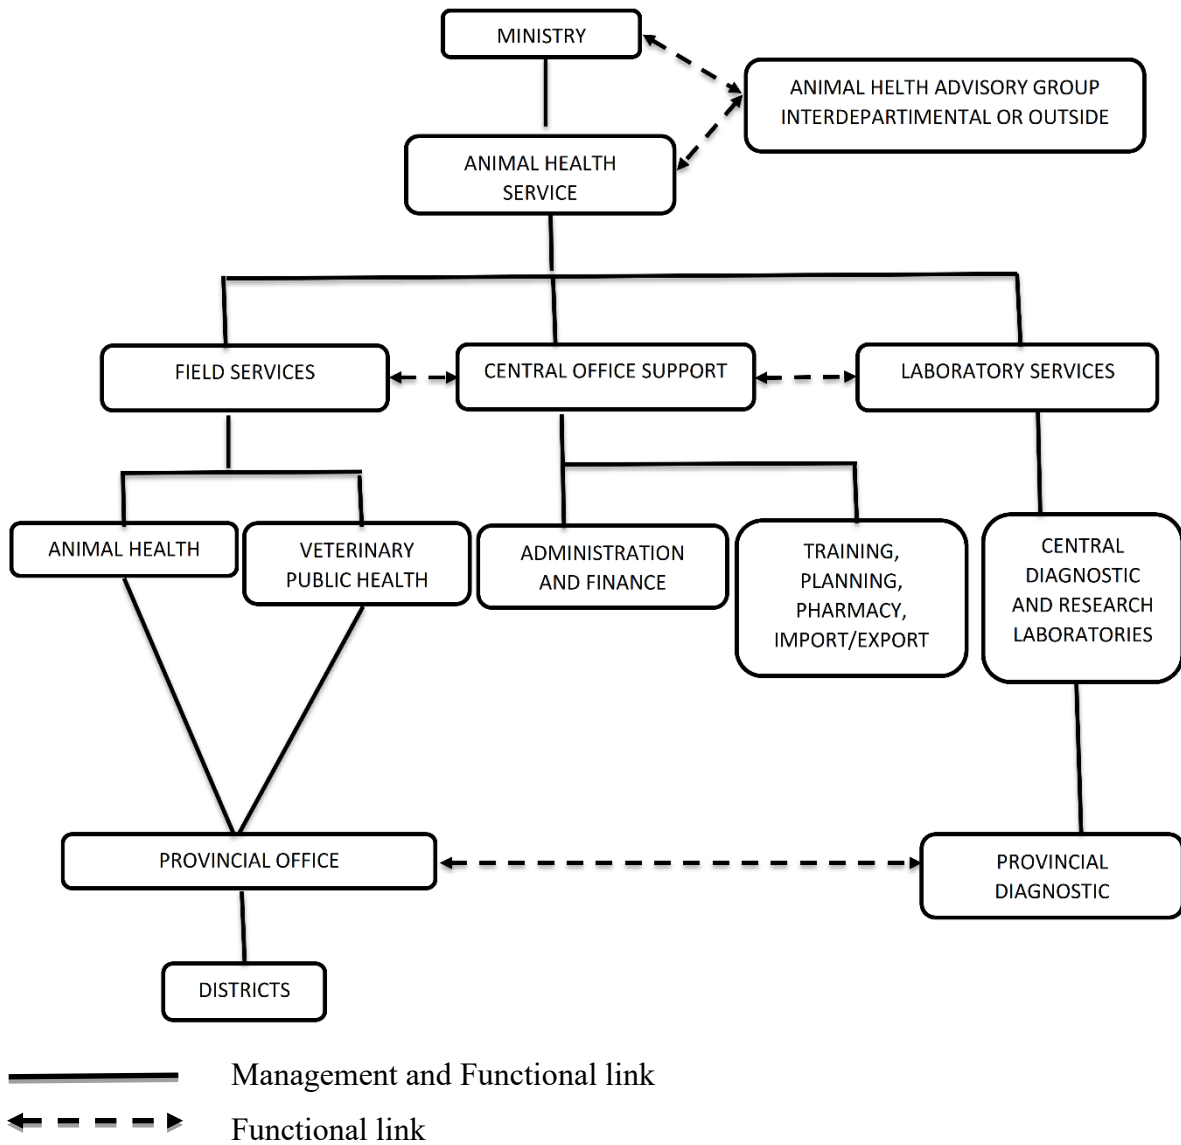 MINISTRY
ANIMAL HELTH ADVISORY GROUP
INTERDEPARTIMENTAL OR OUTSIDE
ANIMAL HEALTH
SERVICE
FIELD SERVICES
CENTRAL OFFICE SUPPORT
LABORATORY SERVICES
ANIMAL HEALTH
VETERINARY
PUBLIC HEALTH
ADMINISTRATION
AND FINANCE
TRAINING,
PLANNING,
PHARMACY,
IMPORT/EXPORT
CENTRAL
DIAGNOSTIC
AND RESEARCH
LABORATORIES
PROVINCIAL OFFICE
PROVINCIAL
DIAGNOSTIC
DISTRICTS
Management and Functional link
Functional link